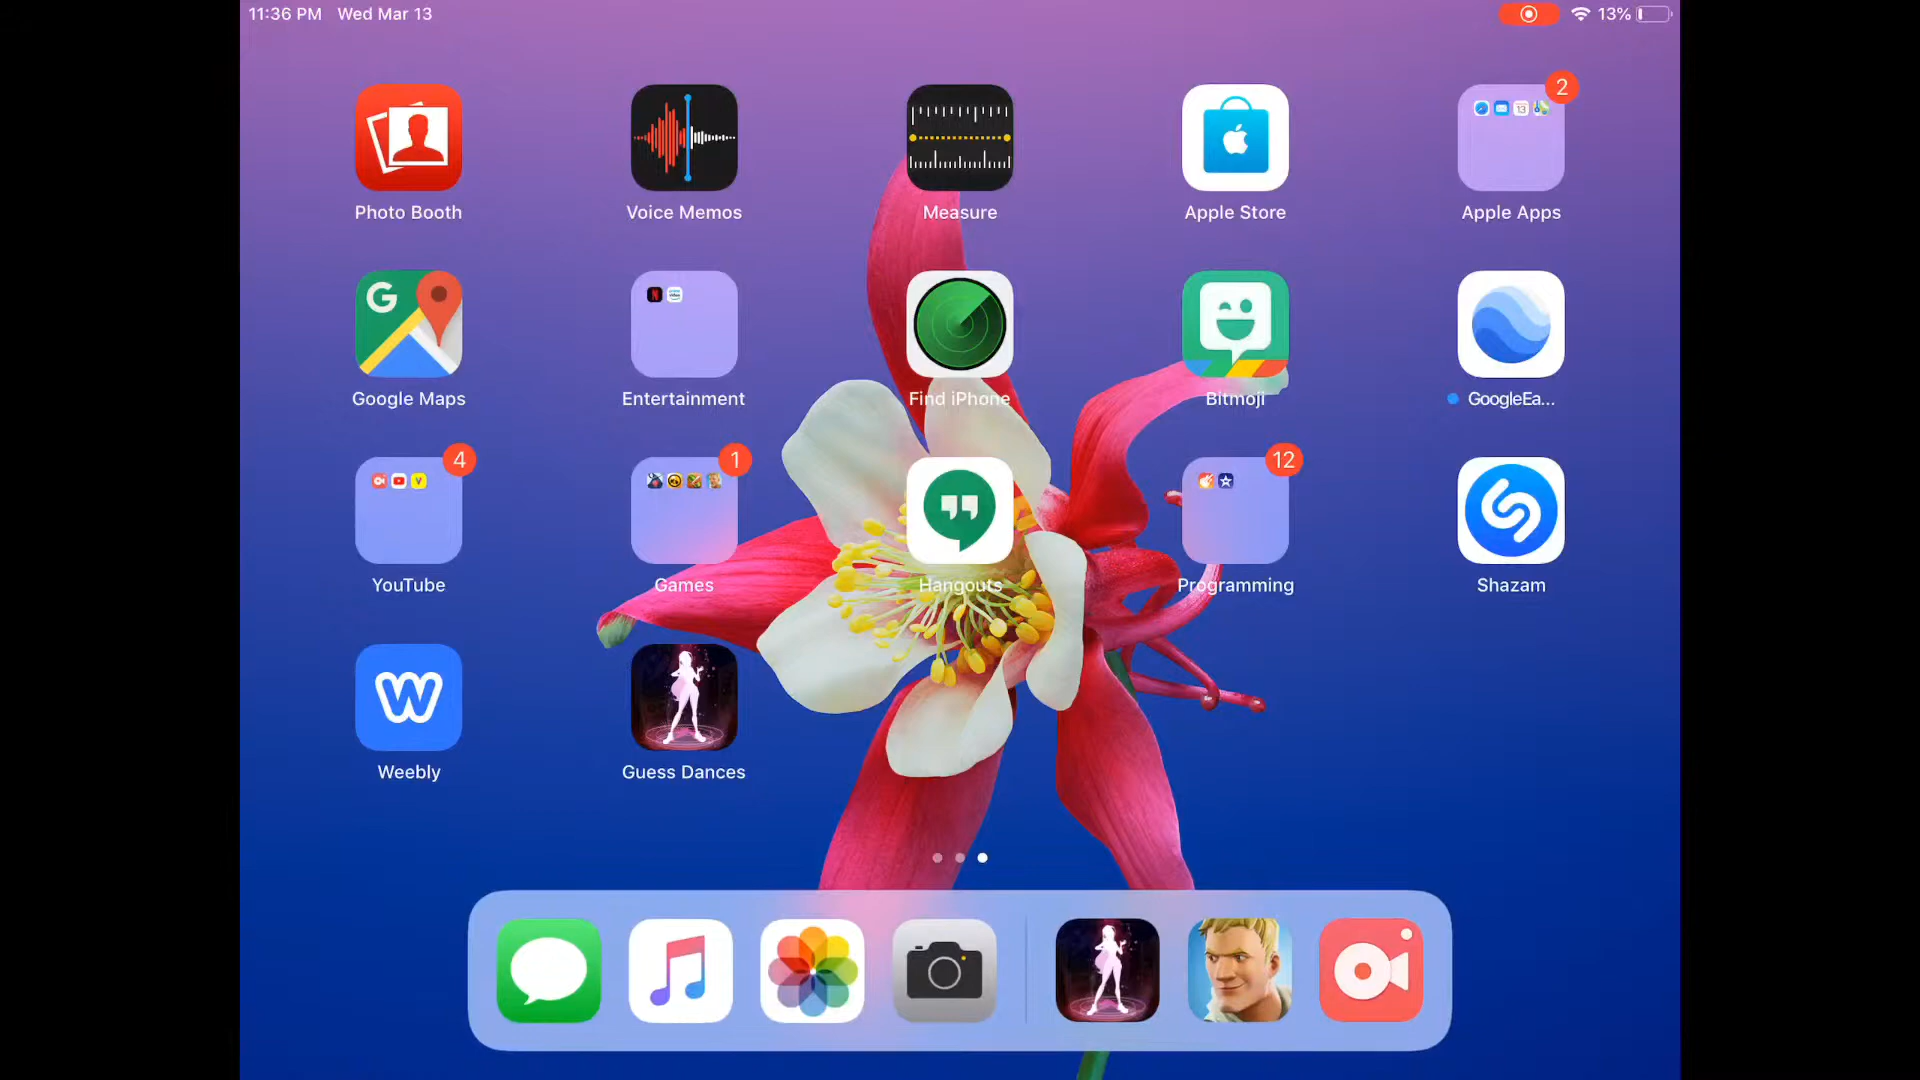 11:36 PM Wed Mar 13
13%
2
Photo Booth
Voice Memos
Measure
Apple Store
13
Apple Apps
G
Google Maps
N
Entertainment
Find iPhone
Bitmoji
GoogleEa...
4
YouTube
1
Games
Hangouts
12
Programming
Shazam
W
Weebly
Guess Dances